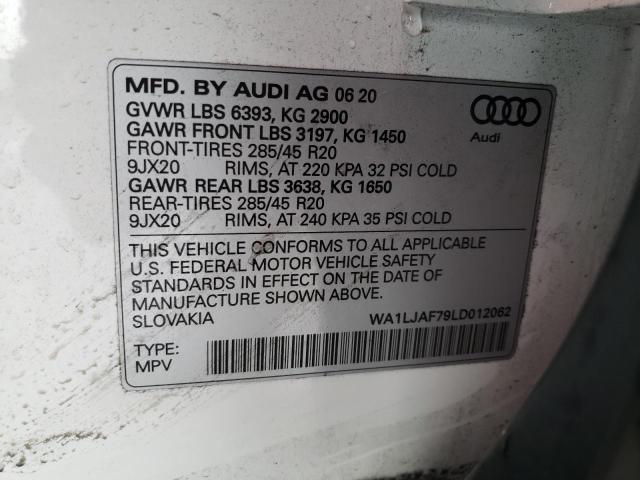 MFD. BY AUDI AG 06 20
GVWR LBS 6393, KG 2900
GAWR FRONT LBS 3197, KG 1450
FRONT-TIRES 285/45 R20
9JX20 RIMS, AT 220 KPA 32 PSI COLD
GAWR REAR LBS 3638, KG 1650
REAR-TIRES 285/45 R20
9JX20 RIMS, AT 240 KPA 35 PSI COLD
Audi
THIS VEHICLE CONFORMS TO ALL APPLICABLE
U.S. FEDERAL MOTOR VEHICLE SAFETY
STANDARDS IN EFFECT ON THE DATE OF
MANUFACTURE SHOWN ABOVE.
SLOVAKIA
WA1LJAF79LD012062
TYPE:
MPV